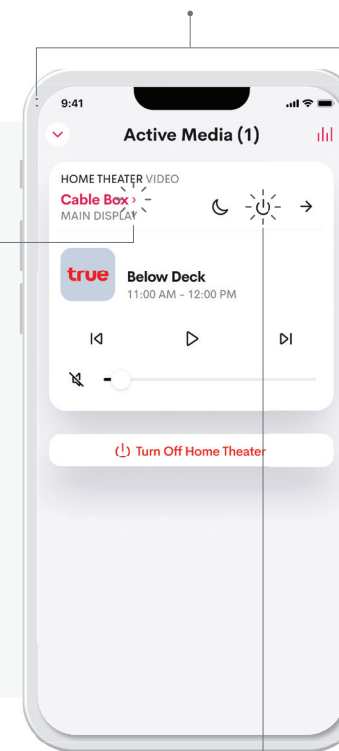 9:41
Active Media (1)
HOME THEATER VIDEO
Cable Box ›
MAIN DISPLAY
true
Below Deck
11:00 AM – 12:00 PM
Turn Off Home Theater